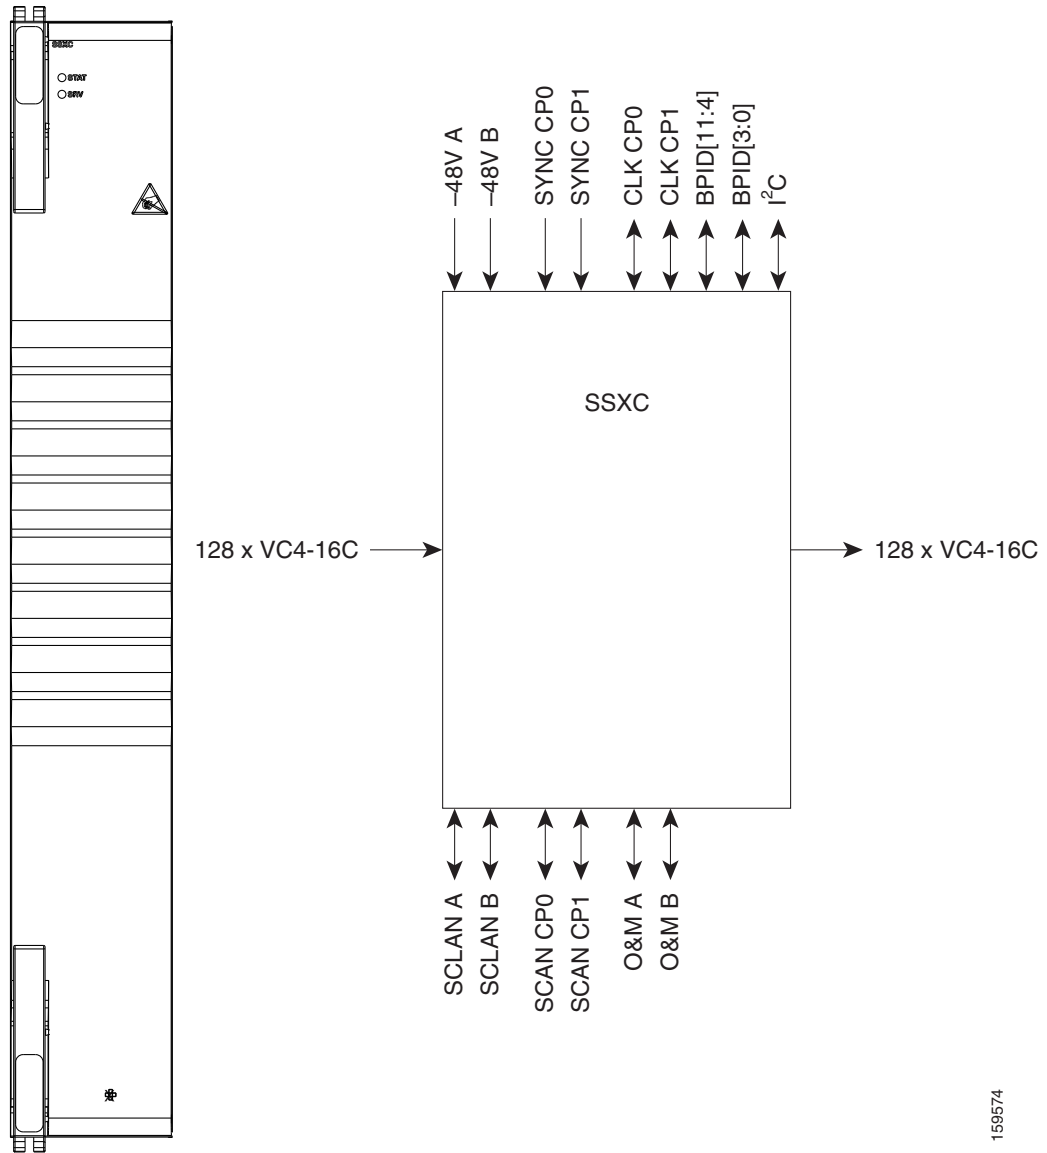 SSXC
STAT
SRV
–48V A
–48V B
SYNC CP0
SYNC CP1
CLK CP0
CLK CP1
BPID[11:4]
BPID[3:0]
I²C
SSXC
128 x VC4-16C
128 x VC4-16C
SCLAN A
SCLAN B
SCAN CP0
SCAN CP1
O&M A
O&M B
159574